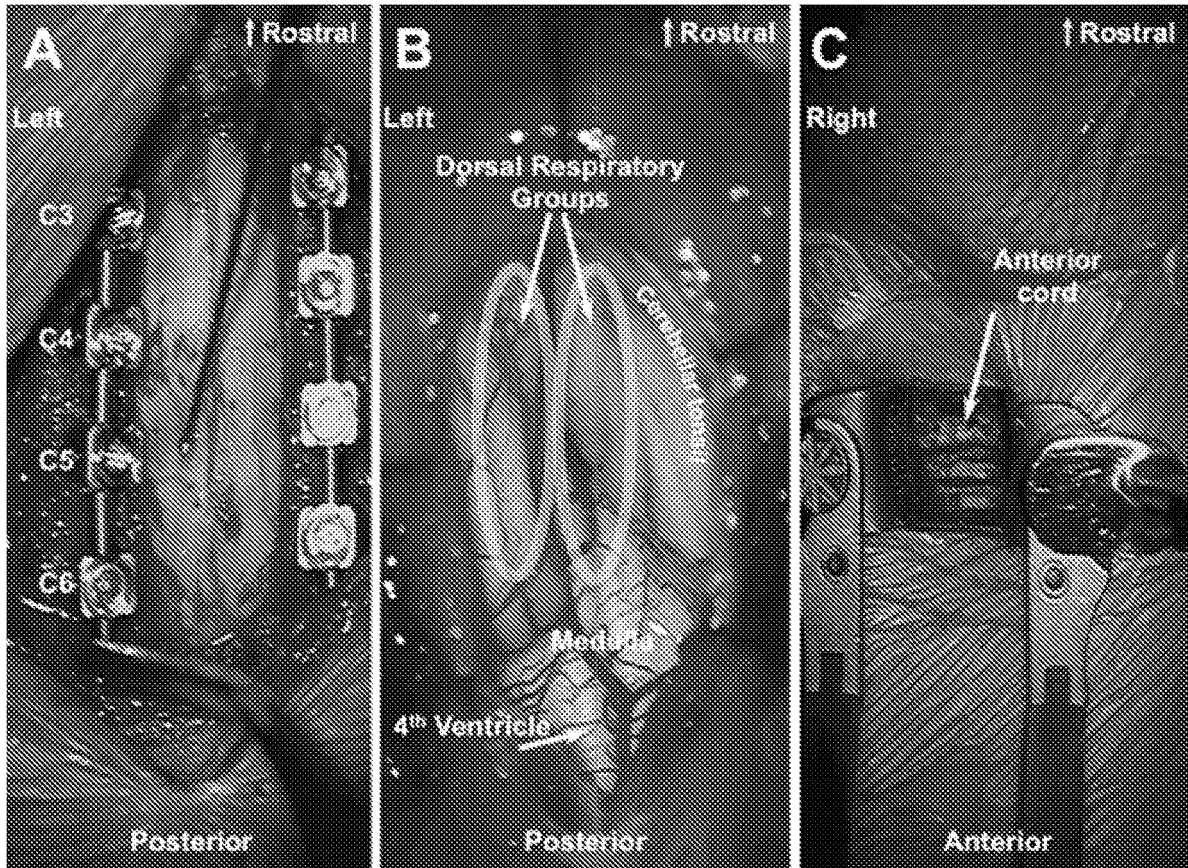 A
↑ Rostral
Left
C3
C4
C5
C6
Posterior
B
↑ Rostral
Left
Dorsal Respiratory
Groups
Cerebellar tonsil
Medulla
4th Ventricle
Posterior
C
↑ Rostral
Right
Anterior
cord
Anterior